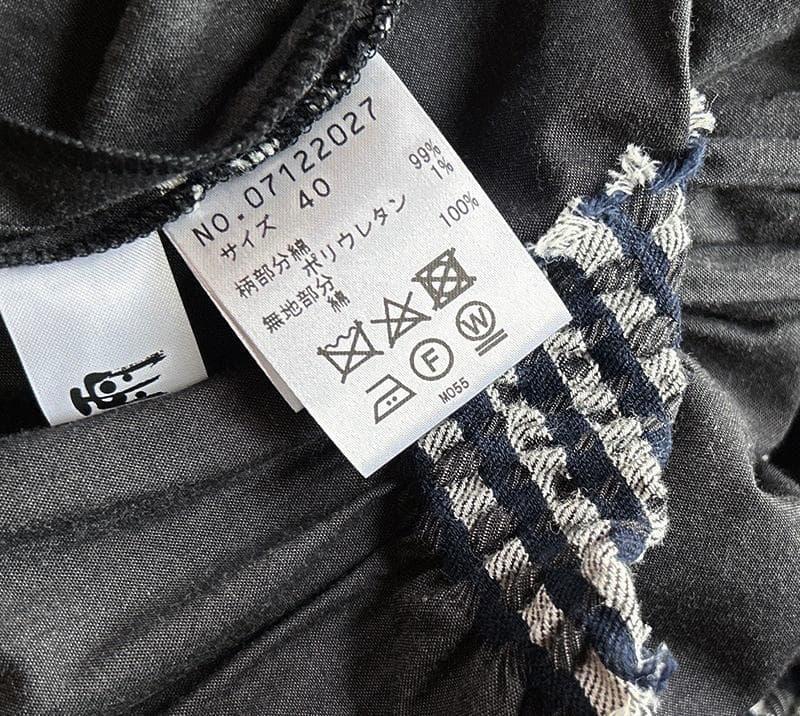 NO.07122027
サイズ 40
柄部分綿 99%
ポリウレタン 1%
無地部分
綿 100%
F W
M055